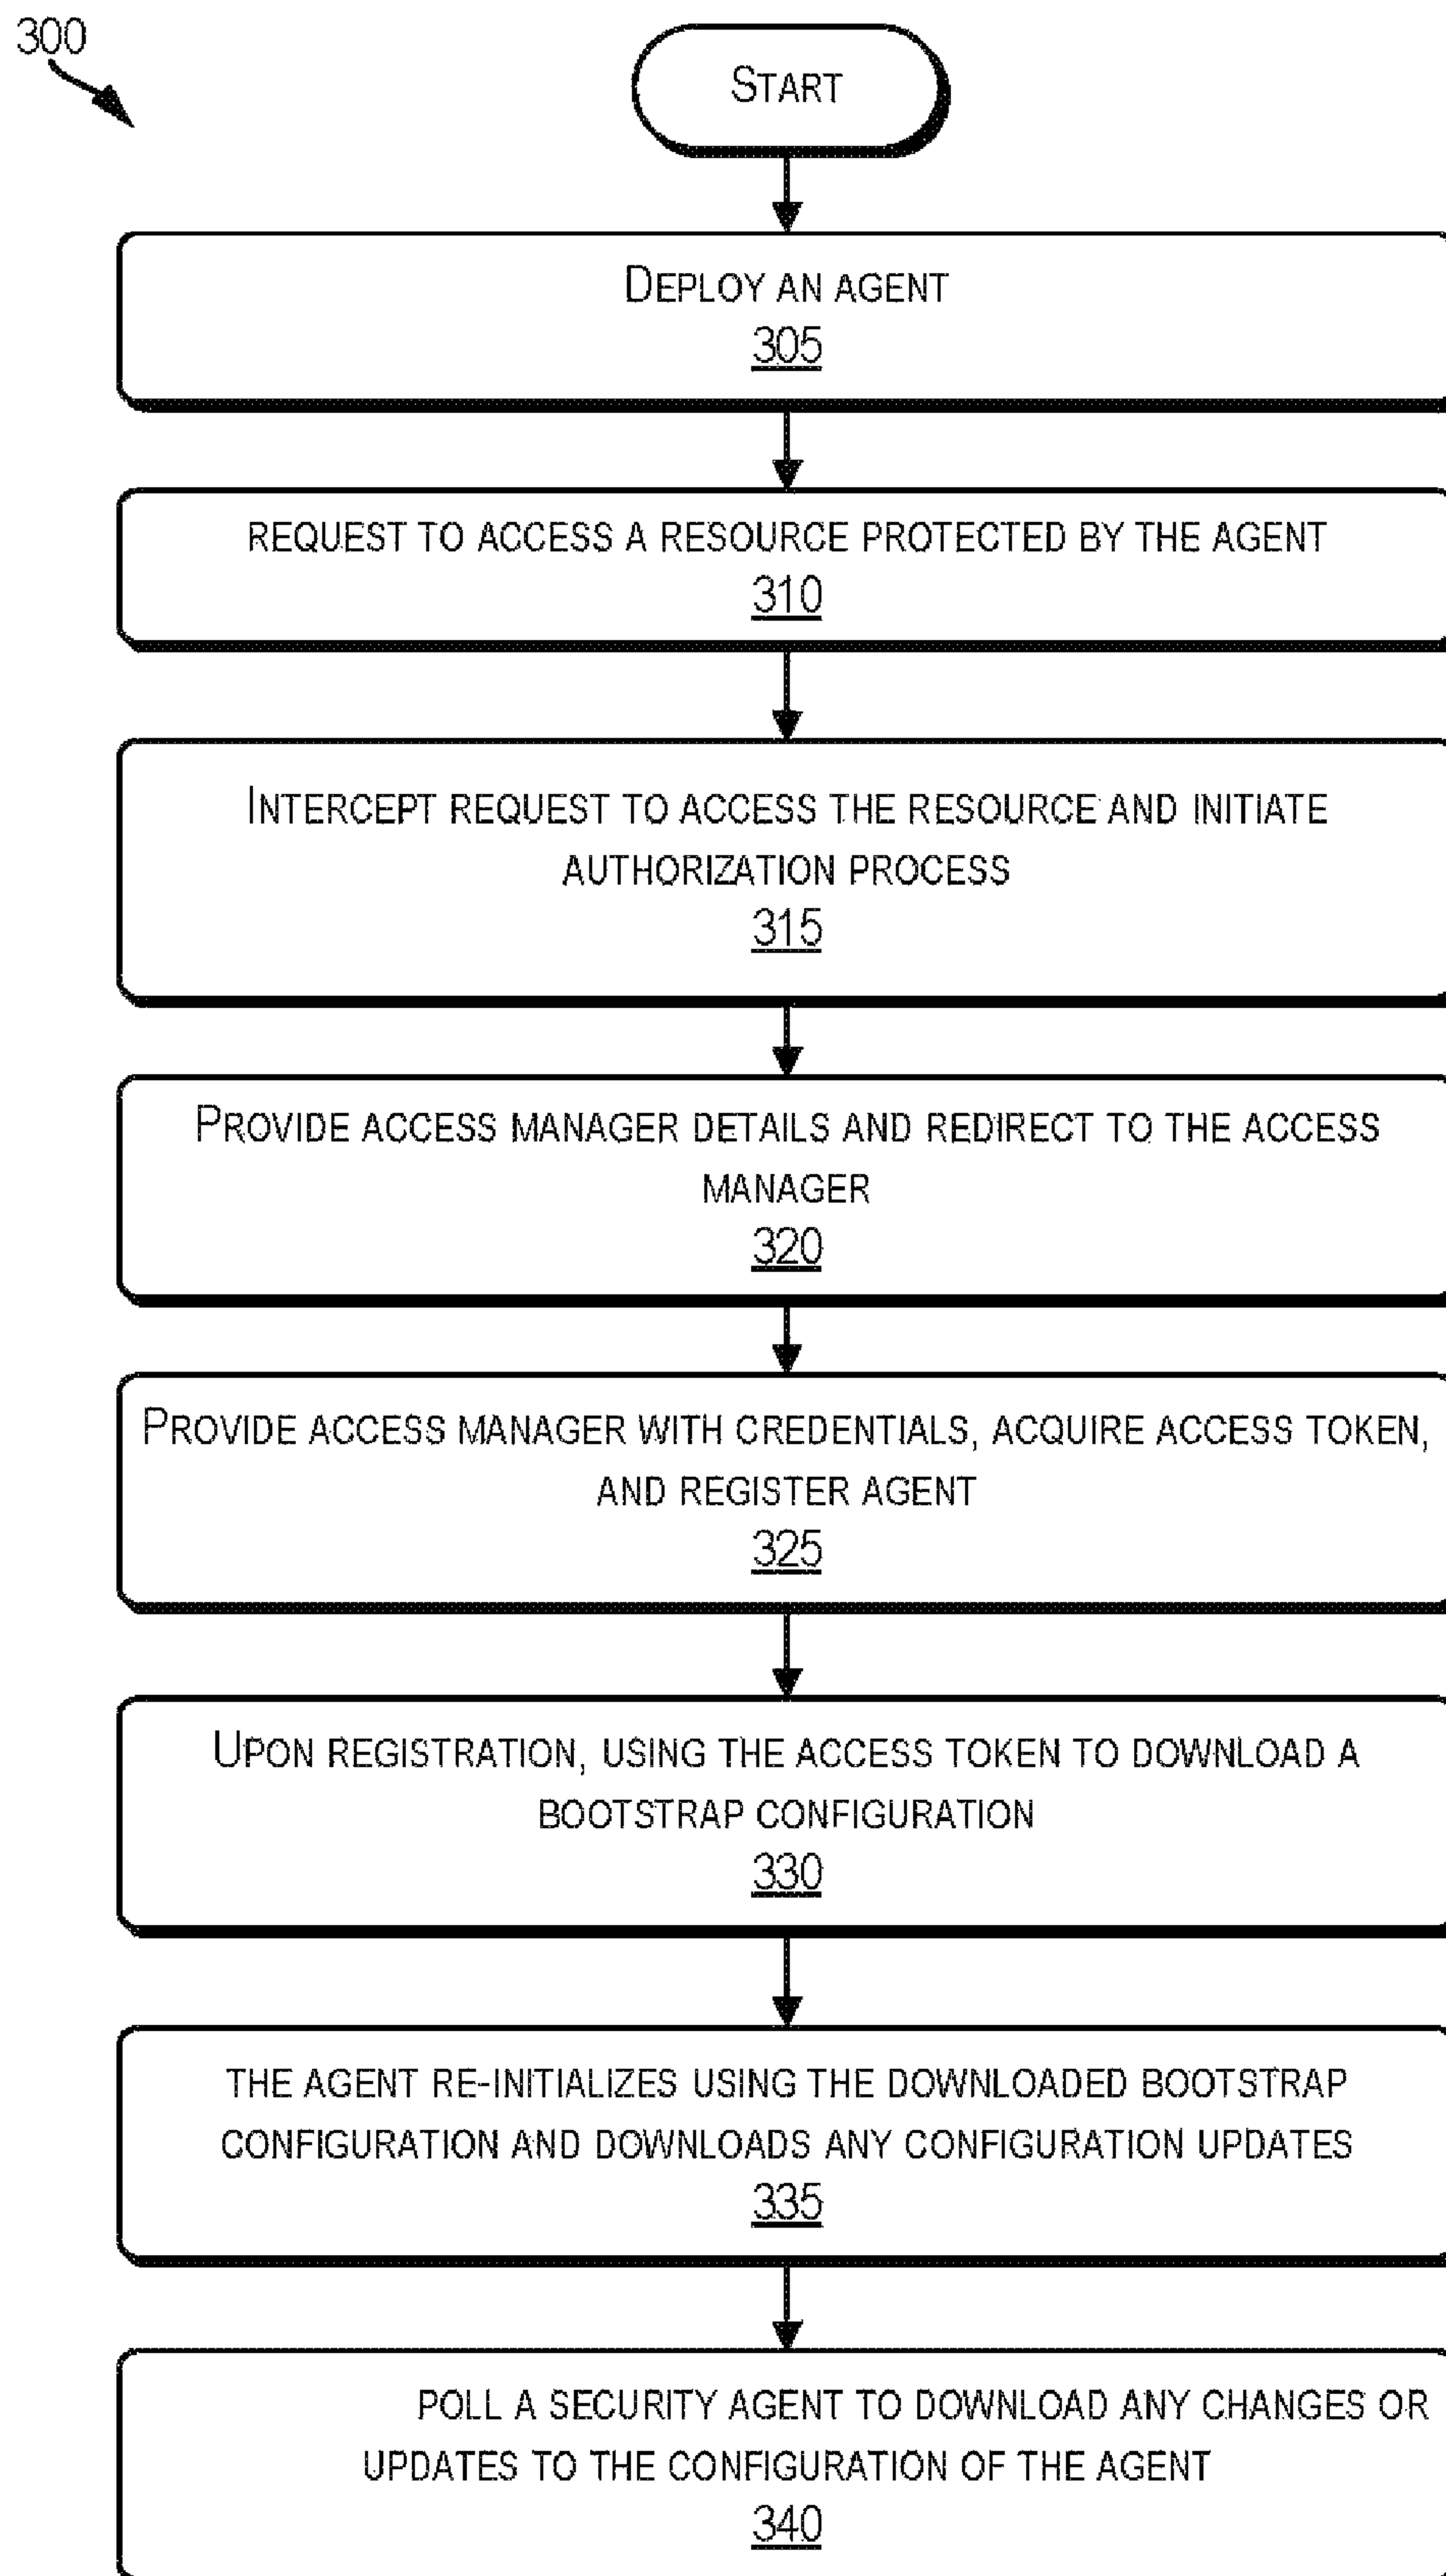 300
START
DEPLOY AN AGENT
305
REQUEST TO ACCESS A RESOURCE PROTECTED BY THE AGENT
310
INTERCEPT REQUEST TO ACCESS THE RESOURCE AND INITIATE
AUTHORIZATION PROCESS
315
PROVIDE ACCESS MANAGER DETAILS AND REDIRECT TO THE ACCESS
MANAGER
320
PROVIDE ACCESS MANAGER WITH CREDENTIALS, ACQUIRE ACCESS TOKEN,
AND REGISTER AGENT
325
UPON REGISTRATION, USING THE ACCESS TOKEN TO DOWNLOAD A
BOOTSTRAP CONFIGURATION
330
THE AGENT RE-INITIALIZES USING THE DOWNLOADED BOOTSTRAP
CONFIGURATION AND DOWNLOADS ANY CONFIGURATION UPDATES
335
POLL A SECURITY AGENT TO DOWNLOAD ANY CHANGES OR
UPDATES TO THE CONFIGURATION OF THE AGENT
340